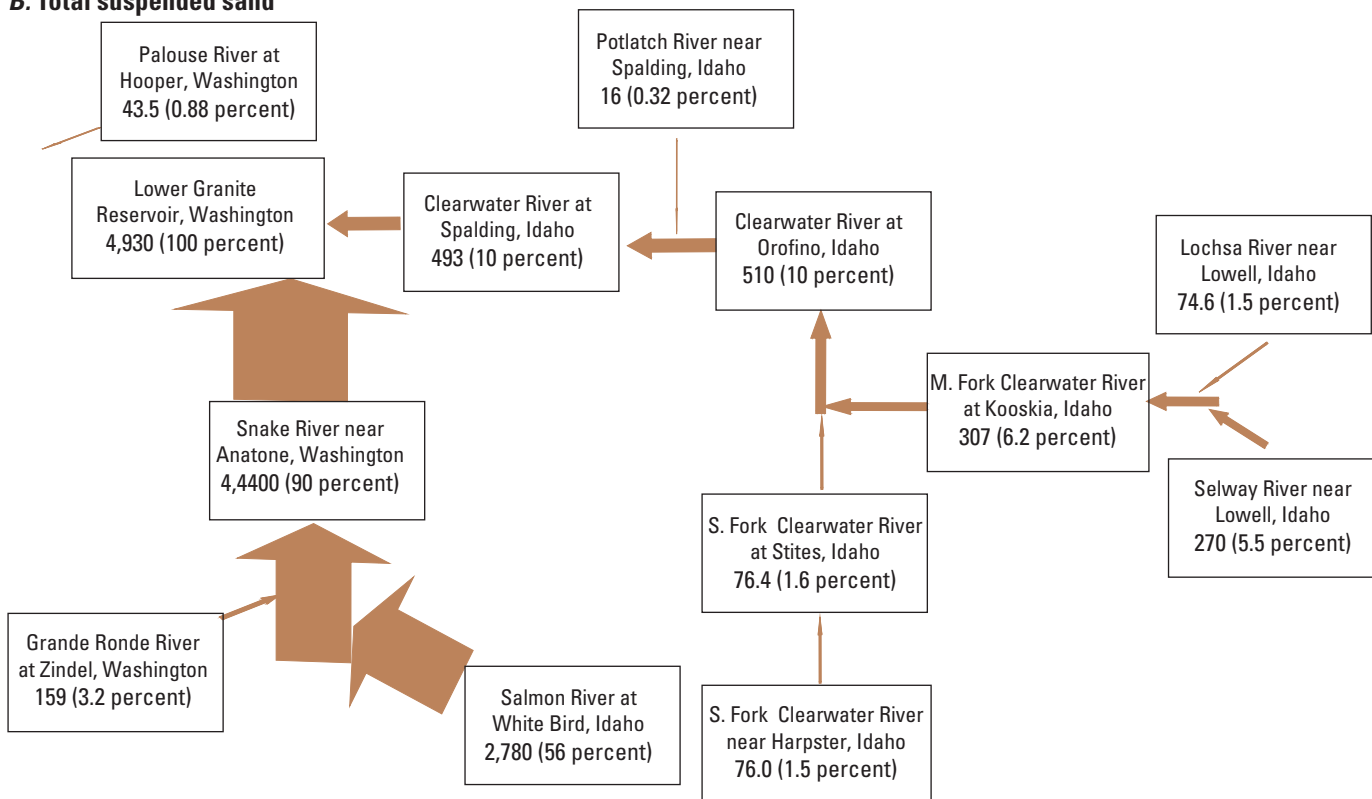 B. Total suspended sand
Palouse River at
Hooper, Washington
43.5 (0.88 percent)
Potlatch River near
Spalding, Idaho
16 (0.32 percent)
Lower Granite
Reservoir, Washington
4,930 (100 percent)
Clearwater River at
Spalding, Idaho
493 (10 percent)
Clearwater River at
Orofino, Idaho
510 (10 percent)
Lochsa River near
Lowell, Idaho
74.6 (1.5 percent)
M. Fork Clearwater River
at Kooskia, Idaho
307 (6.2 percent)
Snake River near
Anatone, Washington
4,4400 (90 percent)
Selway River near
Lowell, Idaho
270 (5.5 percent)
S. Fork Clearwater River
at Stites, Idaho
76.4 (1.6 percent)
Grande Ronde River
at Zindel, Washington
159 (3.2 percent)
Salmon River at
White Bird, Idaho
2,780 (56 percent)
S. Fork Clearwater River
near Harpster, Idaho
76.0 (1.5 percent)